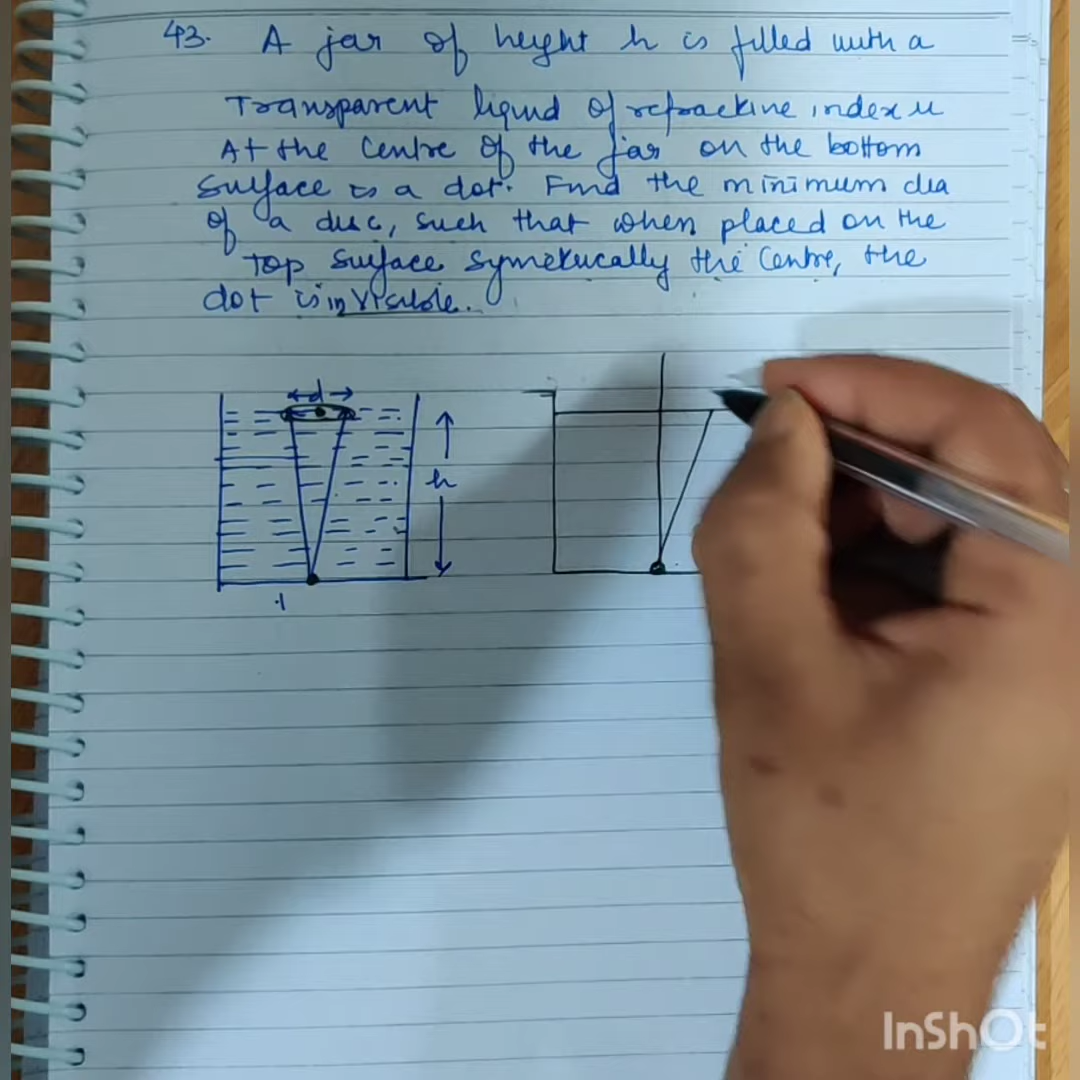 43. A jar of height h is filled with a
Transparent liquid of refractive index μ
At the centre of the jar on the bottom
surface is a dot. Find the minimum dia
of a disc, such that when placed on the
top surface symetrically the centre, the
dot is invisible.
d
h
InShOt